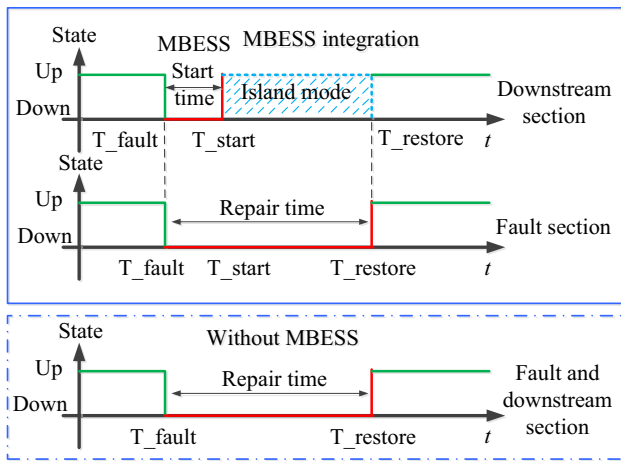 State
MBESS
MBESS integration
Up
Start
time
Island mode
Down
Downstream
section
T_fault
T_start
T_restore
t
State
Up
Repair time
Down
Fault section
T_fault
T_start
T_restore
t
State
Without MBESS
Up
Repair time
Down
Fault and
downstream
section
T_fault
T_restore
t